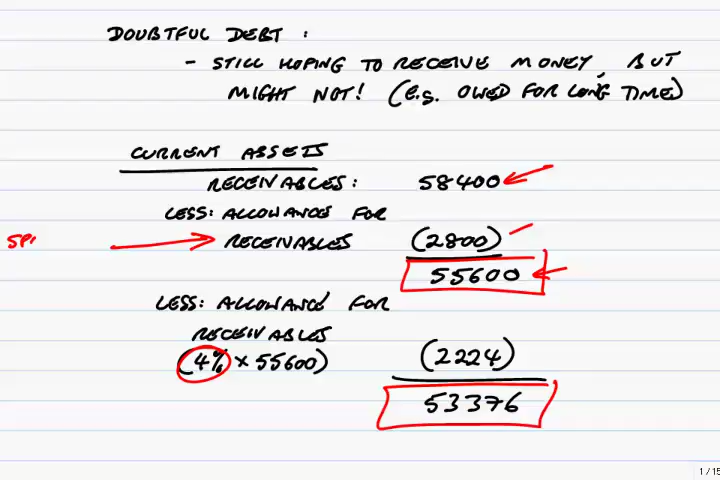 DOUBTFUL DEBT :
- STILL HOPING TO RECEIVE MONEY, BUT
MIGHT NOT! (e.g. OWED FOR LONG TIME)
CURRENT ASSETS
RECEIVABLES: 58400
LESS: ALLOWANCE FOR
SP RECEIVABLES (2800)
55600
LESS: ALLOWANCE FOR
RECEIVABLES
(4% × 55600) (2224)
53376
1 / 15